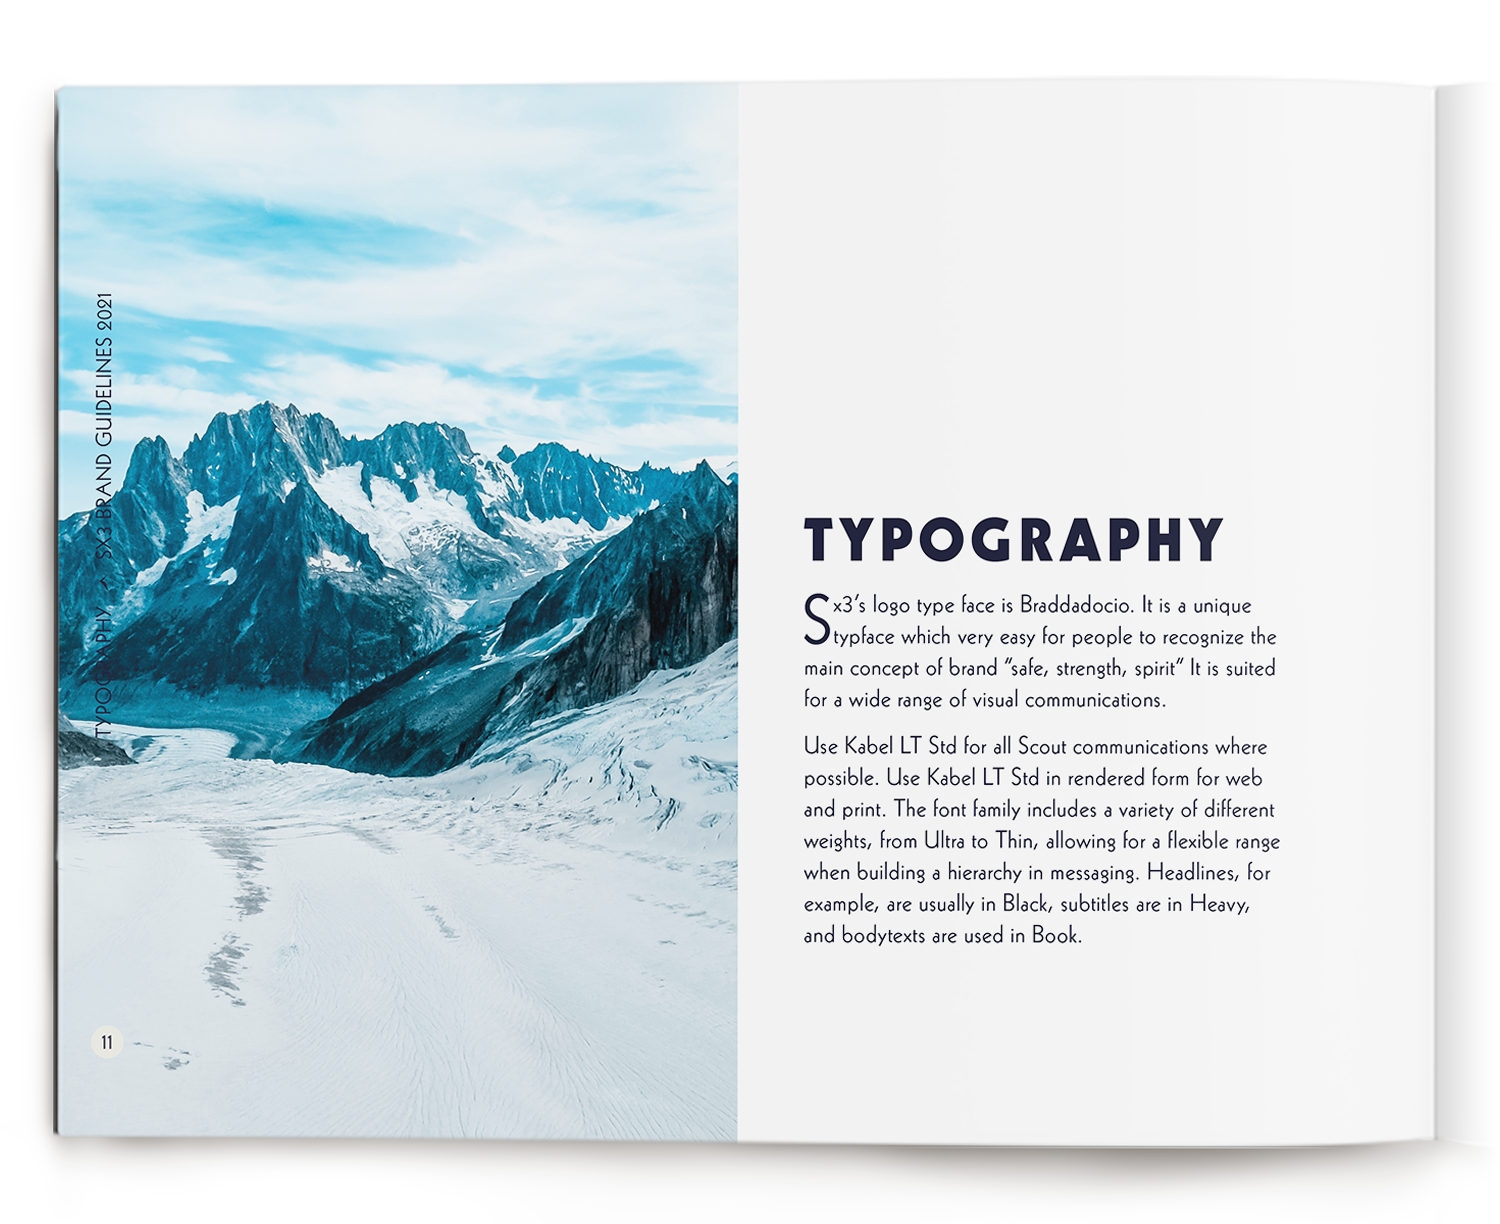 TYPOGRAPHY > SX3 BRAND GUIDELINES 2021
11
TYPOGRAPHY
Sx3's logo type face is Braddadocio. It is a unique
typface which very easy for people to recognize the
main concept of brand "safe, strength, spirit" It is suited
for a wide range of visual communications.
Use Kabel LT Std for all Scout communications where
possible. Use Kabel LT Std in rendered form for web
and print. The font family includes a variety of different
weights, from Ultra to Thin, allowing for a flexible range
when building a hierarchy in messaging. Headlines, for
example, are usually in Black, subtitles are in Heavy,
and bodytexts are used in Book.